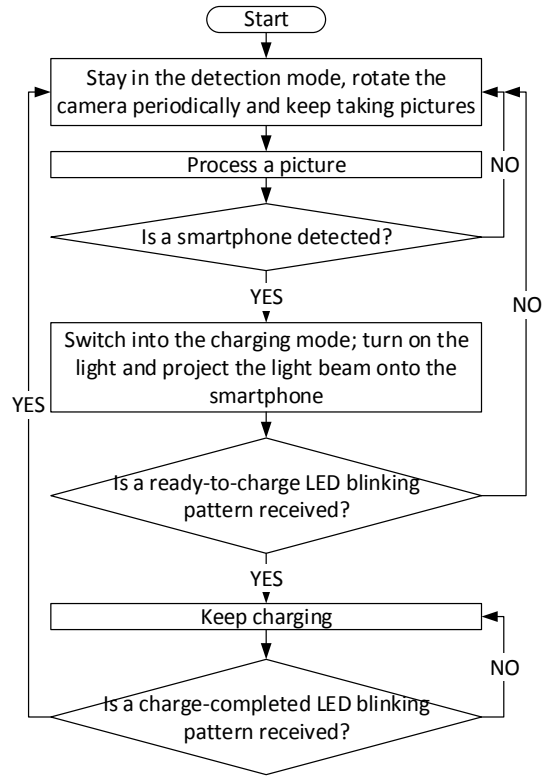 Start
Stay in the detection mode, rotate the
camera periodically and keep taking pictures
Process a picture
NO
Is a smartphone detected?
YES
NO
Switch into the charging mode; turn on the
light and project the light beam onto the
smartphone
YES
Is a ready-to-charge LED blinking
pattern received?
YES
Keep charging
NO
Is a charge-completed LED blinking
pattern received?